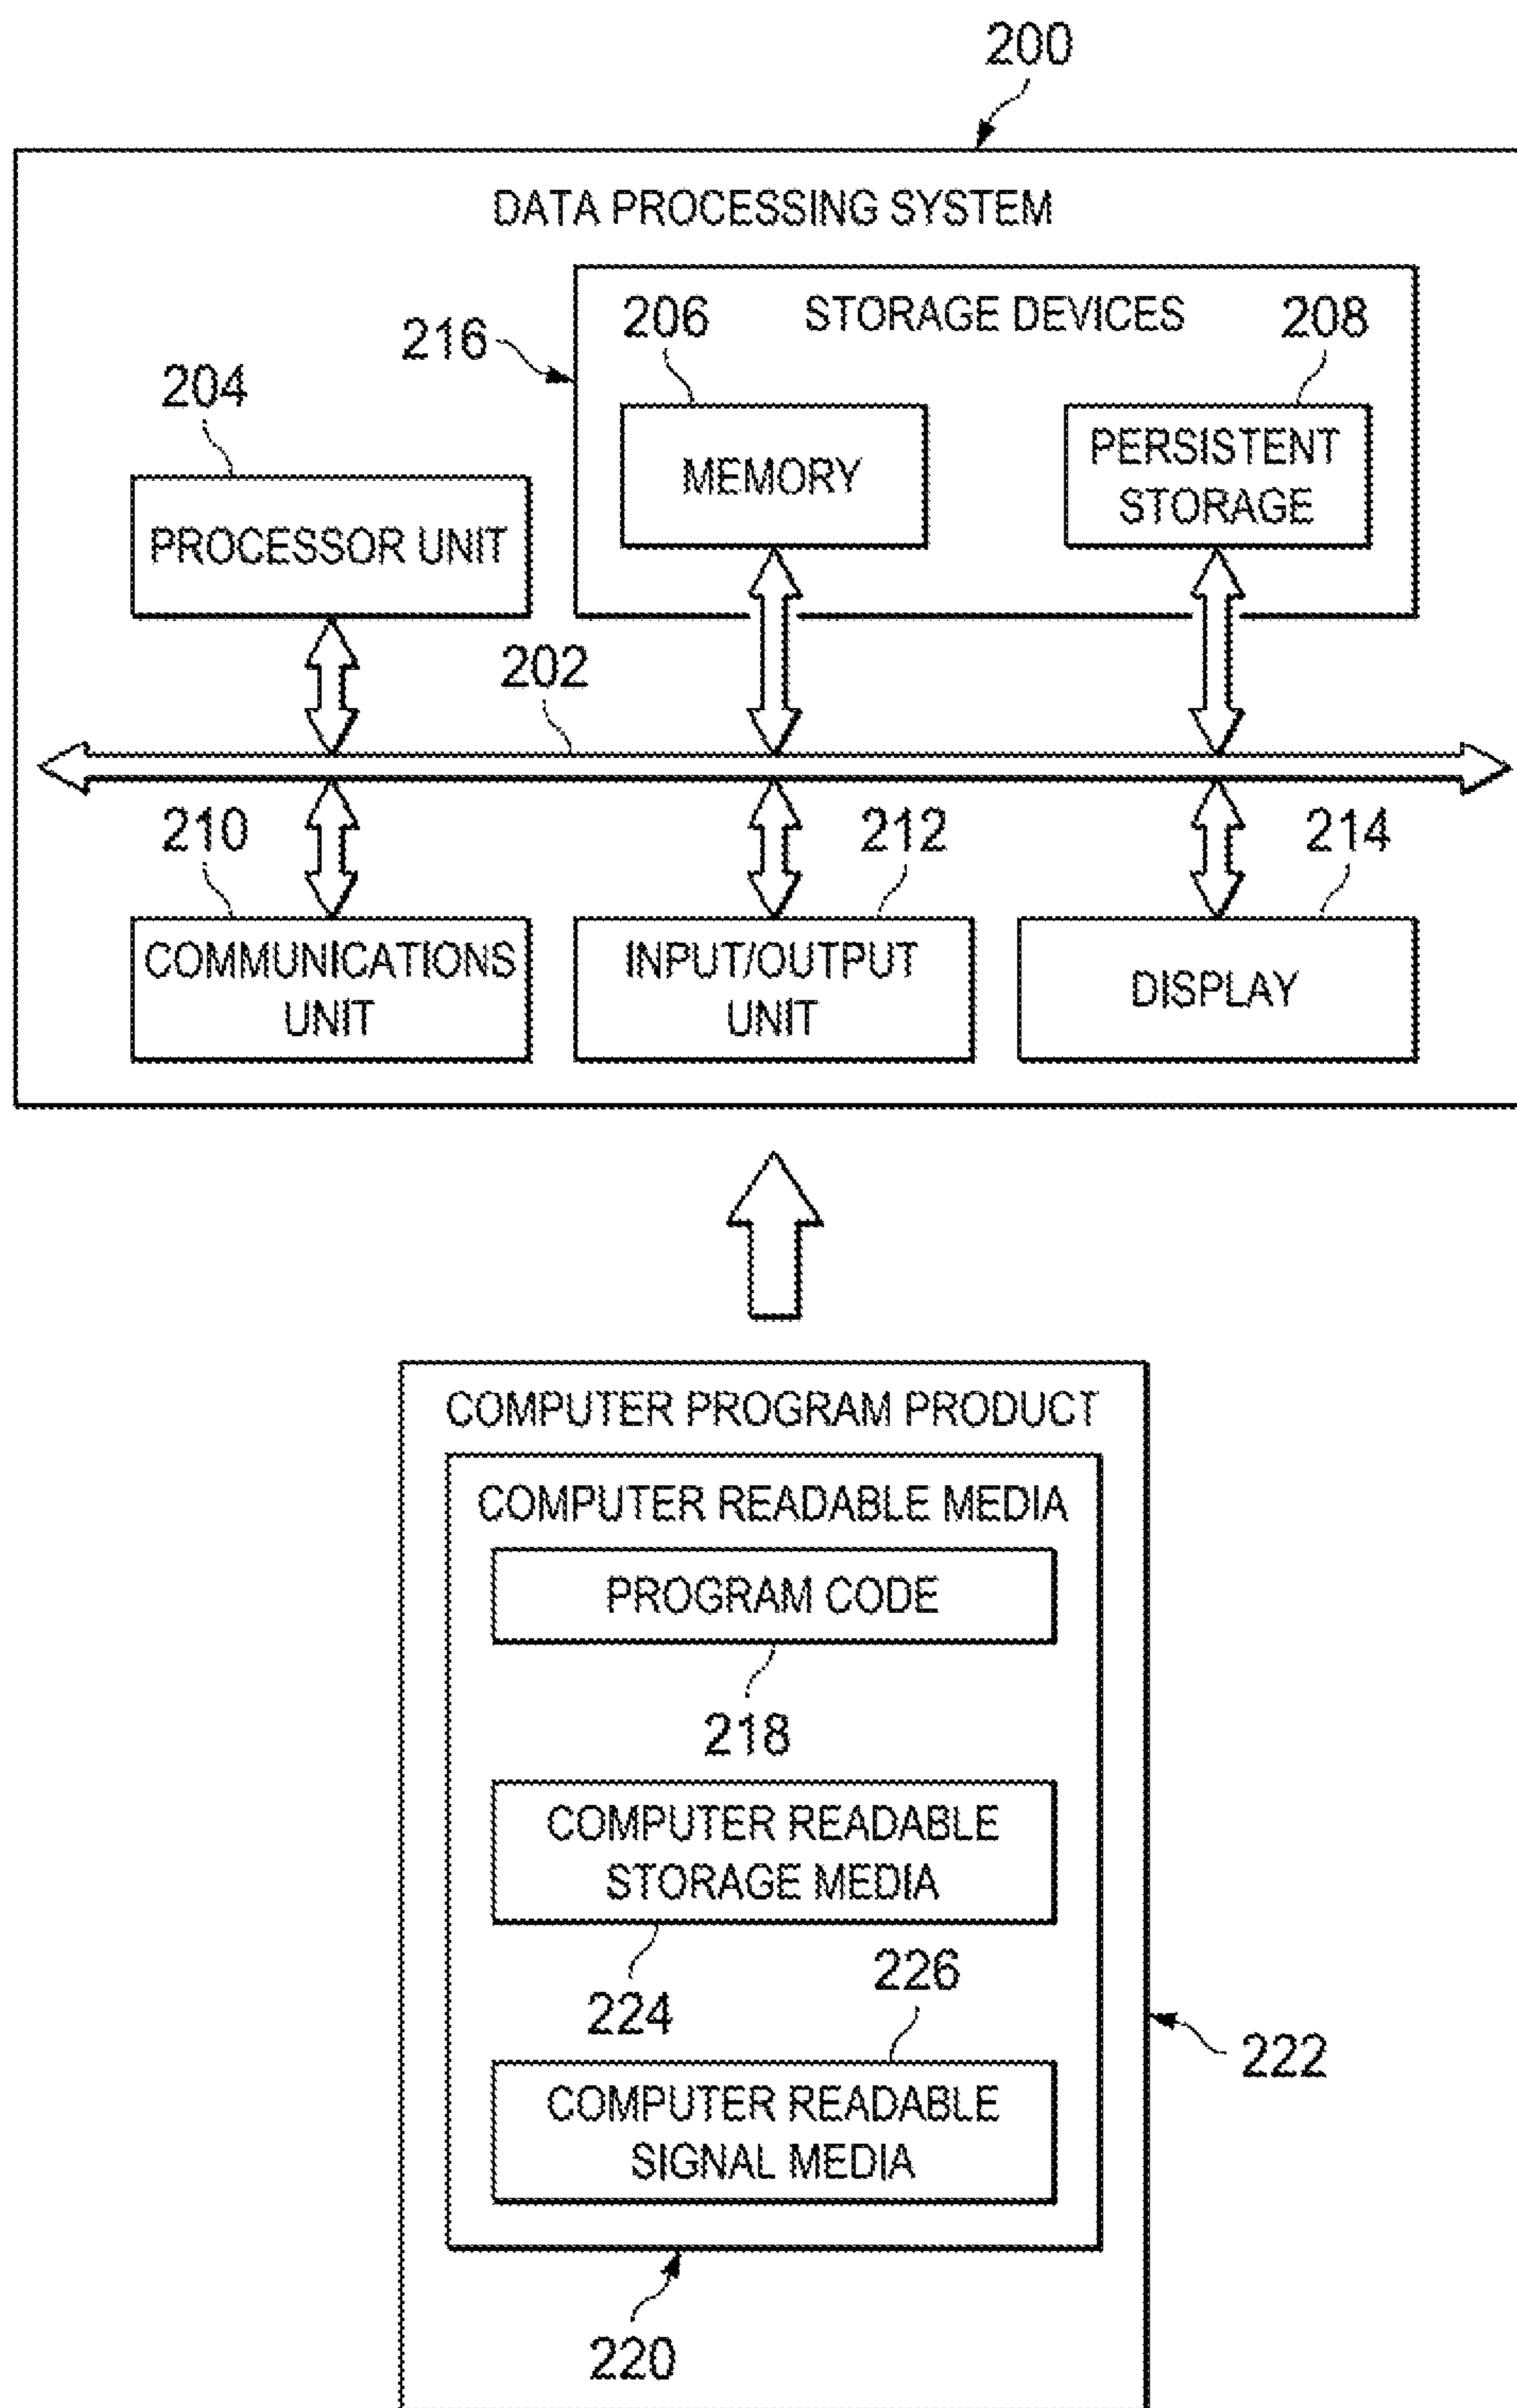 200
DATA PROCESSING SYSTEM
216
206
STORAGE DEVICES
208
204
MEMORY
PERSISTENT
STORAGE
PROCESSOR UNIT
202
210
212
214
COMMUNICATIONS
UNIT
INPUT/OUTPUT
UNIT
DISPLAY
COMPUTER PROGRAM PRODUCT
COMPUTER READABLE MEDIA
PROGRAM CODE
218
COMPUTER READABLE
STORAGE MEDIA
224
226
222
COMPUTER READABLE
SIGNAL MEDIA
220